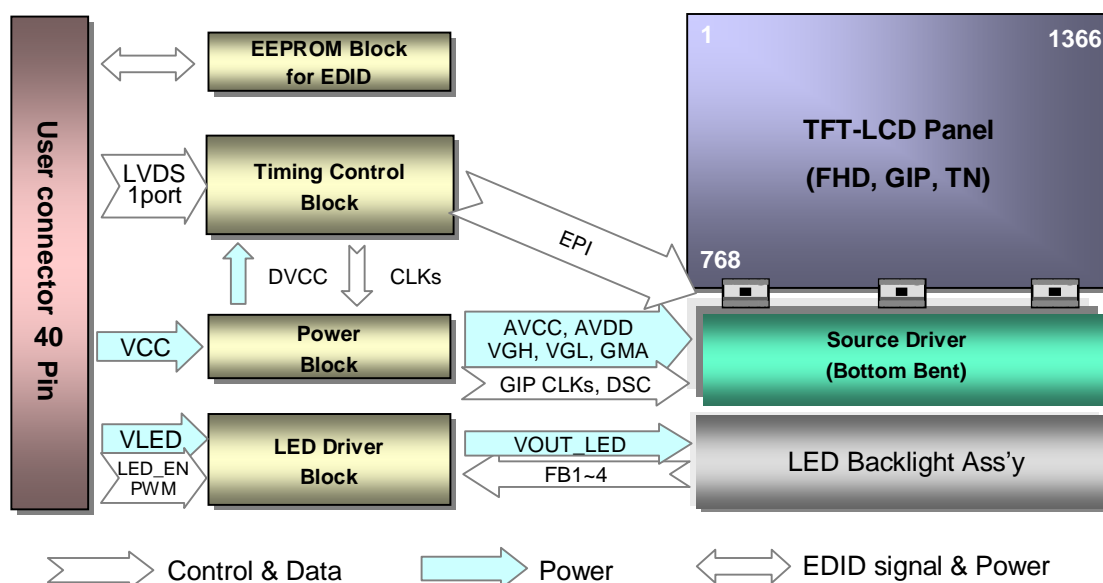 User connector 40 Pin
EEPROM Block
for EDID
LVDS
1port
Timing Control
Block
EPI
DVCC
CLKs
VCC
Power
Block
AVCC, AVDD
VGH, VGL, GMA
GIP CLKs, DSC
VLED
LED_EN
PWM
LED Driver
Block
VOUT_LED
FB1~4
1
1366
TFT-LCD Panel
(FHD, GIP, TN)
768
Source Driver
(Bottom Bent)
LED Backlight Ass'y
Control & Data
Power
EDID signal & Power